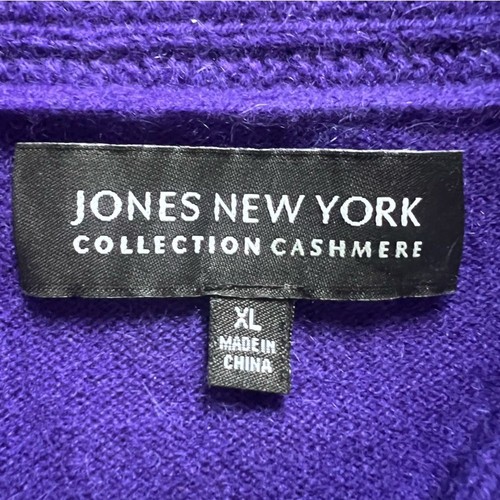 JONES NEW YORK
COLLECTION CASHMERE
XL
MADE IN
CHINA